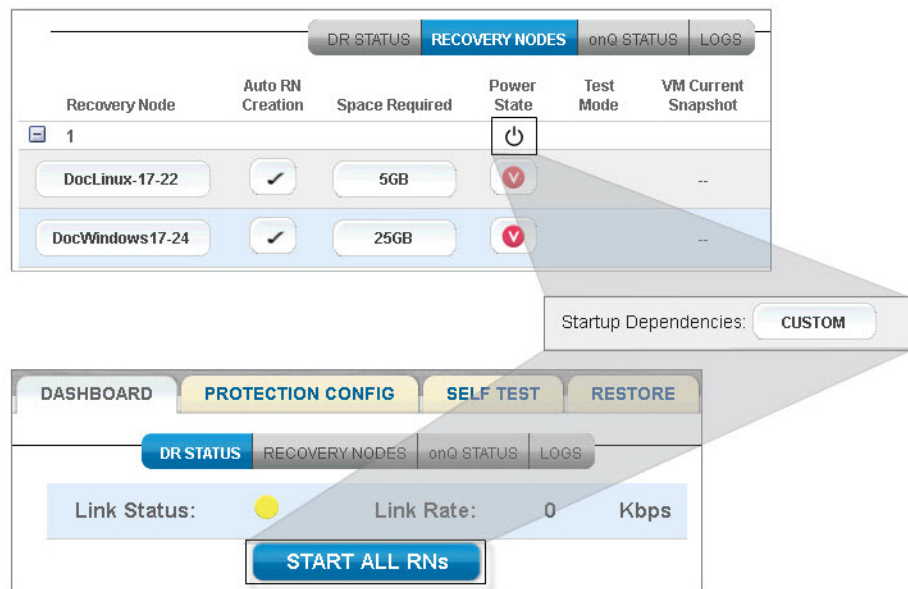 DR STATUS RECOVERY NODES onQ STATUS LOGS
Recovery Node Auto RN Creation Space Required Power State Test Mode VM Current Snapshot
1
DocLinux-17-22 5GB --
DocWindows17-24 25GB --
Startup Dependencies: CUSTOM
DASHBOARD PROTECTION CONFIG SELF TEST RESTORE
DR STATUS RECOVERY NODES onQ STATUS LOGS
Link Status: Link Rate: 0 Kbps
START ALL RNs